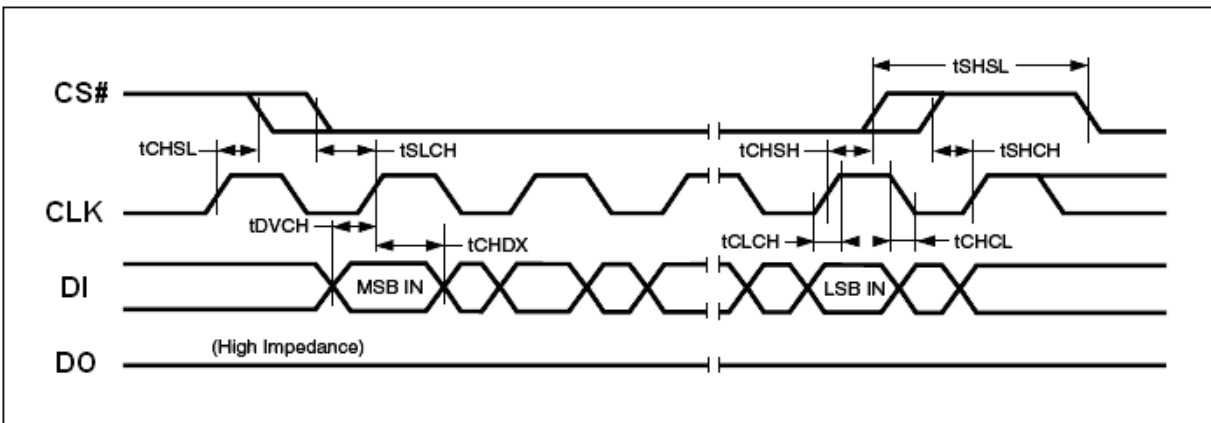 tSHSL
CS#
tCHSL
tSLCH
tCHSH
tSHCH
CLK
tDVCH
tCHDX
tCLCH
tCHCL
DI
MSB IN
LSB IN
(High Impedance)
DO